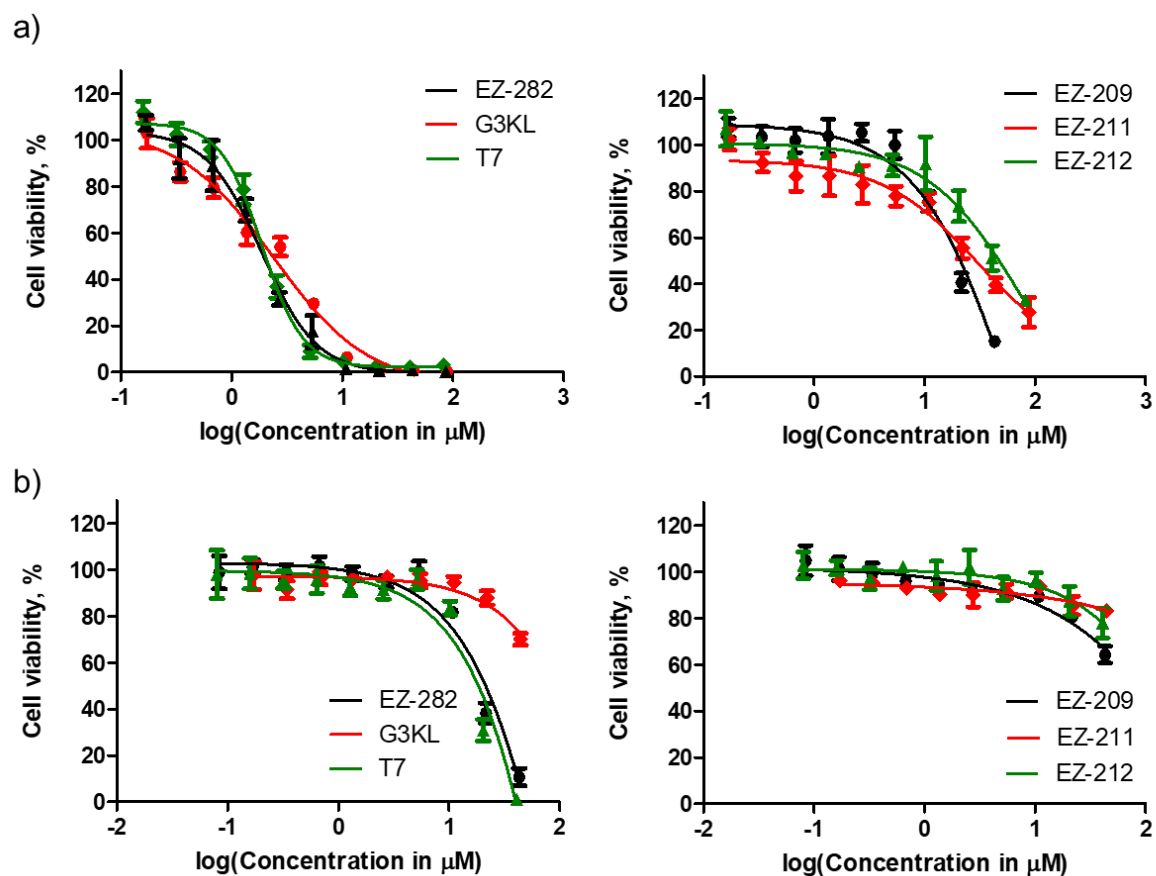 a)
120
100
80
60
40
20
0
-1
0
1
2
3
Cell viability, %
log(Concentration in μM)
EZ-282
G3KL
T7
120
100
80
60
40
20
0
-1
0
1
2
3
Cell viability, %
log(Concentration in μM)
EZ-209
EZ-211
EZ-212
b)
120
100
80
60
40
20
0
-2
-1
0
1
2
Cell viability, %
log(Concentration in μM)
EZ-282
G3KL
T7
120
100
80
60
40
20
0
-2
-1
0
1
2
Cell viability, %
log(Concentration in μM)
EZ-209
EZ-211
EZ-212